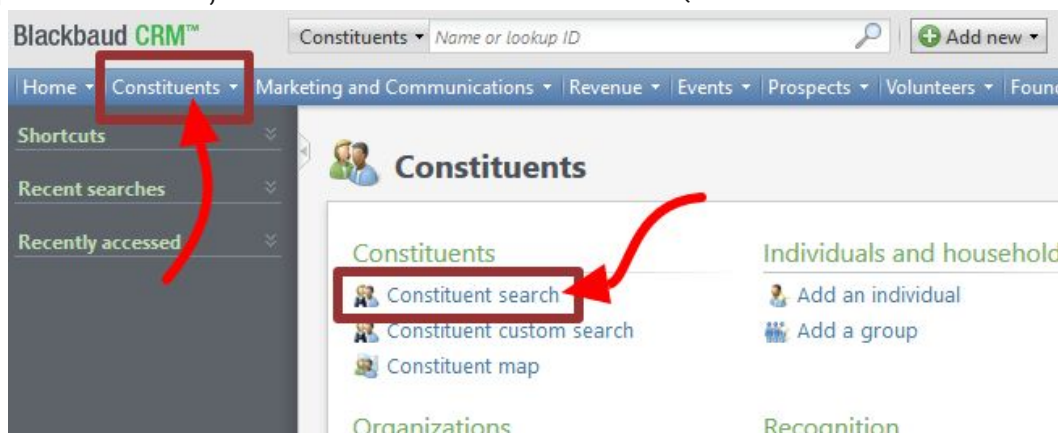 Blackbaud CRM™
Constituents Name or lookup ID
Add new
Home Constituents Marketing and Communications Revenue Events Prospects Volunteers Foun
Shortcuts
Recent searches
Recently accessed
Constituents
Constituents
Constituent search
Constituent custom search
Constituent map
Individuals and household
Add an individual
Add a group
Organizations
Recognition